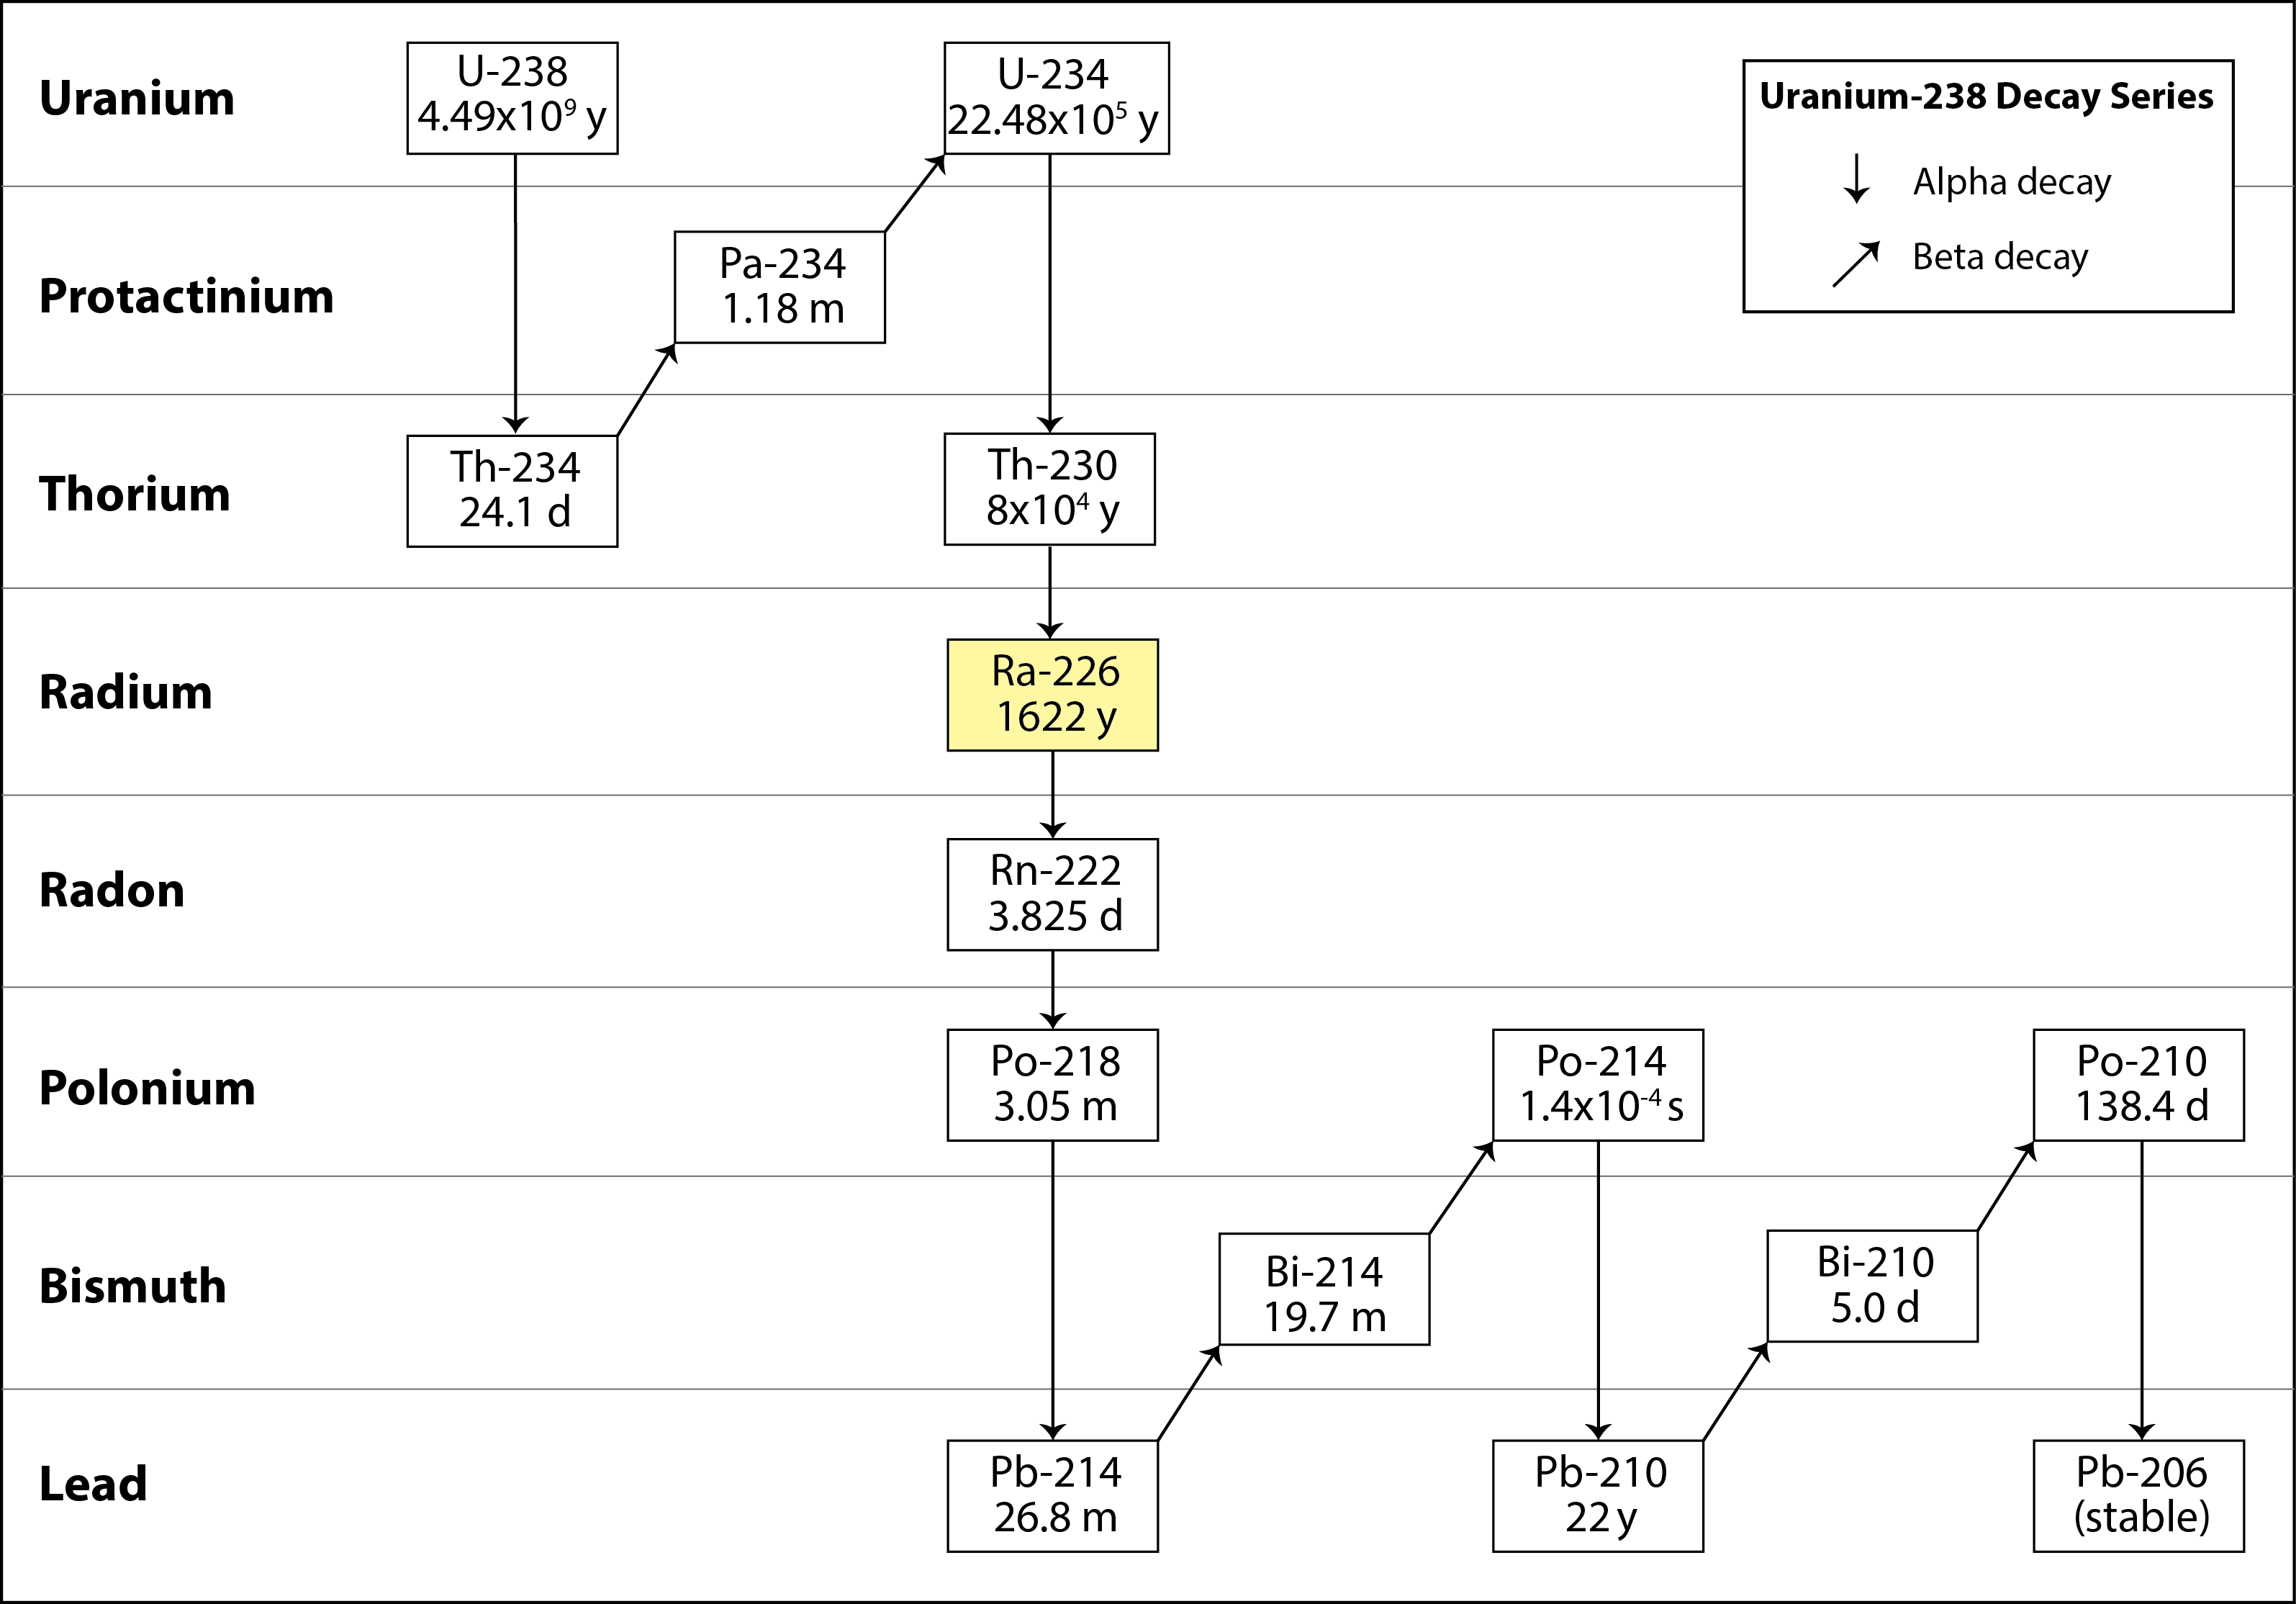 Uranium
U-238
4.49x10⁹ y
U-234
22.48x10⁵ y
Uranium-238 Decay Series
Alpha decay
Beta decay
Protactinium
Pa-234
1.18 m
Thorium
Th-234
24.1 d
Th-230
8x10⁴ y
Radium
Ra-226
1622 y
Radon
Rn-222
3.825 d
Polonium
Po-218
3.05 m
Po-214
1.4x10⁻⁴ s
Po-210
138.4 d
Bismuth
Bi-214
19.7 m
Bi-210
5.0 d
Lead
Pb-214
26.8 m
Pb-210
22 y
Pb-206
(stable)